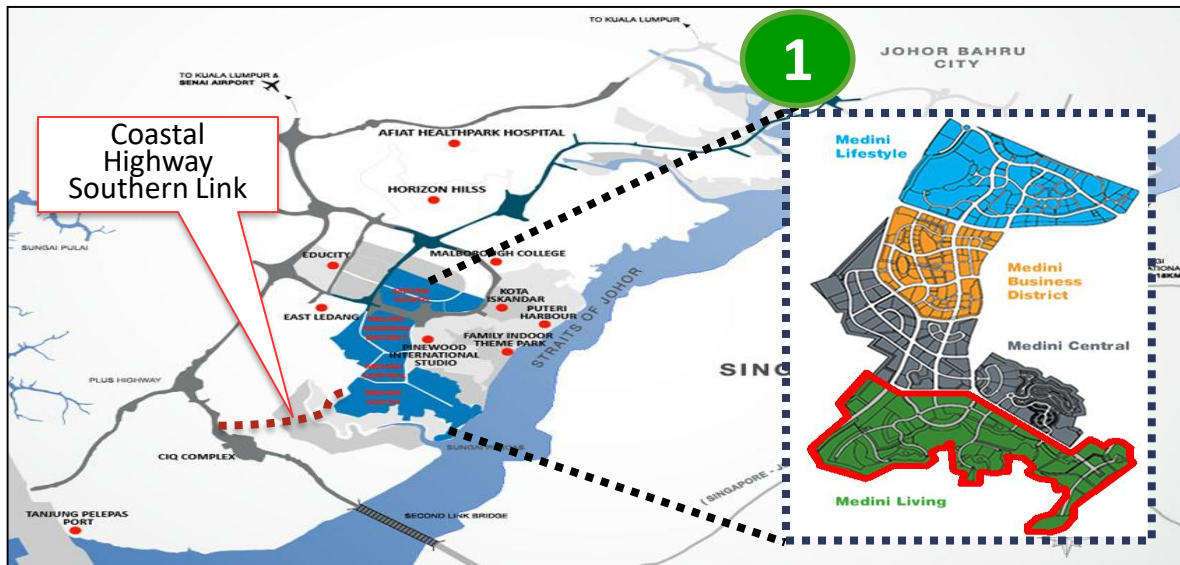 TO KUALA LUMPUR
JOHOR BAHRU
CITY
1
TO KUALA LUMPUR &
SENAI AIRPORT
Coastal
Highway
Southern Link
AFIAT HEALTHPARK HOSPITAL
HORIZON HILSS
SUNGAI PULAI
EDUCITY
MALBOROUGH COLLEGE
KOTA
ISKANDAR
PUTERI
HARBOUR
EAST LEDANG
PINEWOOD
INTERNATIONAL
STUDIO
FAMILY INDOOR
THEME PARK
STRAITS OF JOHOR
PLUS HIGHWAY
CIQ COMPLEX
TANJUNG PELEPAS
PORT
SECOND LINK BRIDGE
Medini
Lifestyle
Medini
Business
District
Medini Central
Medini Living